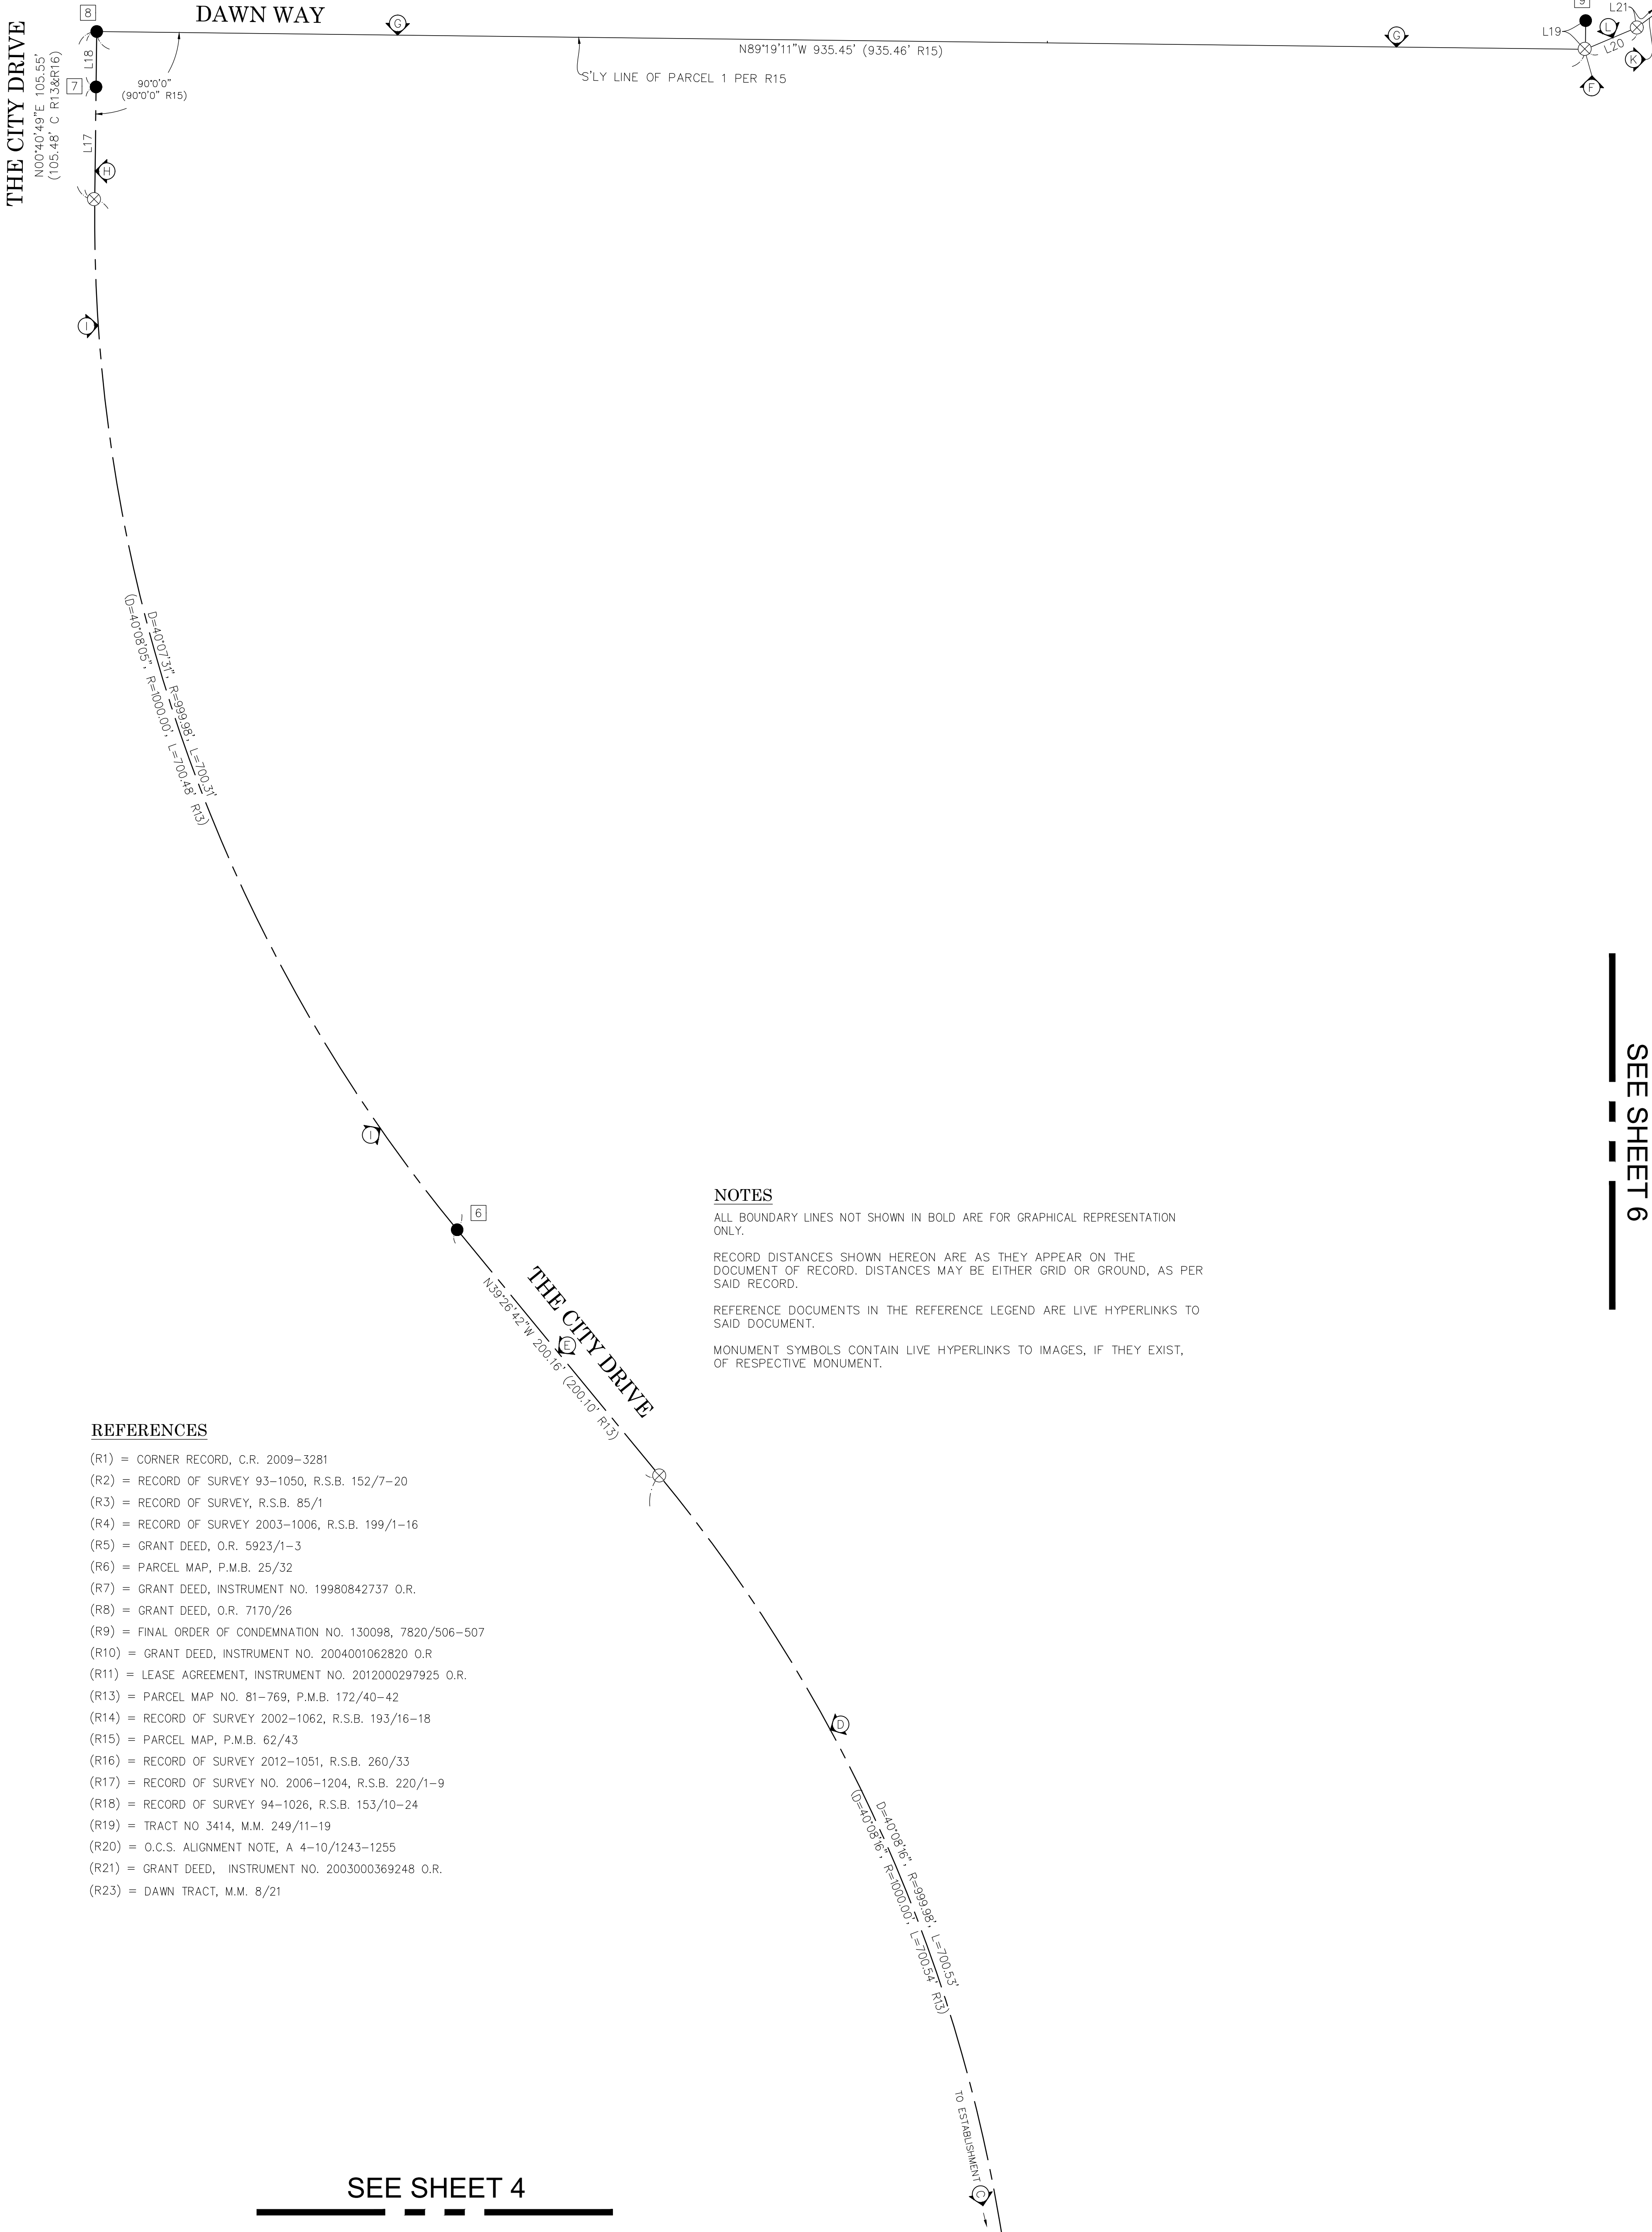 8
DAWN WAY
G
9
L21
L19
L
L20
K
F
G
N89°19'11"W 935.45' (935.46' R15)
S'LY LINE OF PARCEL 1 PER R15
THE CITY DRIVE
N00°40'49"E 105.55'
(105.48' C R13&R16)
L18
7
90°0'0"
(90°0'0" R15)
L17
H
I
D=40°07'31", R=999.98', L=700.31'
(D=40°08'05", R=1000.00', L=700.48' R13)
I
6
THE CITY DRIVE
N39°26'42"W 200.16' (200.10' R13)
E
SEE SHEET 6
NOTES
ALL BOUNDARY LINES NOT SHOWN IN BOLD ARE FOR GRAPHICAL REPRESENTATION
ONLY.
RECORD DISTANCES SHOWN HEREON ARE AS THEY APPEAR ON THE
DOCUMENT OF RECORD. DISTANCES MAY BE EITHER GRID OR GROUND, AS PER
SAID RECORD.
REFERENCE DOCUMENTS IN THE REFERENCE LEGEND ARE LIVE HYPERLINKS TO
SAID DOCUMENT.
MONUMENT SYMBOLS CONTAIN LIVE HYPERLINKS TO IMAGES, IF THEY EXIST,
OF RESPECTIVE MONUMENT.
REFERENCES
(R1) = CORNER RECORD, C.R. 2009-3281
(R2) = RECORD OF SURVEY 93-1050, R.S.B. 152/7-20
(R3) = RECORD OF SURVEY, R.S.B. 85/1
(R4) = RECORD OF SURVEY 2003-1006, R.S.B. 199/1-16
(R5) = GRANT DEED, O.R. 5923/1-3
(R6) = PARCEL MAP, P.M.B. 25/32
(R7) = GRANT DEED, INSTRUMENT NO. 19980842737 O.R.
(R8) = GRANT DEED, O.R. 7170/26
(R9) = FINAL ORDER OF CONDEMNATION NO. 130098, 7820/506-507
(R10) = GRANT DEED, INSTRUMENT NO. 2004001062820 O.R
(R11) = LEASE AGREEMENT, INSTRUMENT NO. 2012000297925 O.R.
(R13) = PARCEL MAP NO. 81-769, P.M.B. 172/40-42
(R14) = RECORD OF SURVEY 2002-1062, R.S.B. 193/16-18
(R15) = PARCEL MAP, P.M.B. 62/43
(R16) = RECORD OF SURVEY 2012-1051, R.S.B. 260/33
(R17) = RECORD OF SURVEY NO. 2006-1204, R.S.B. 220/1-9
(R18) = RECORD OF SURVEY 94-1026, R.S.B. 153/10-24
(R19) = TRACT NO 3414, M.M. 249/11-19
(R20) = O.C.S. ALIGNMENT NOTE, A 4-10/1243-1255
(R21) = GRANT DEED, INSTRUMENT NO. 2003000369248 O.R.
(R23) = DAWN TRACT, M.M. 8/21
D
D=40°08'16", R=999.98', L=700.53'
(D=40°08'16", R=1000.00', L=700.54' R13)
TO ESTABLISHMENT
C
SEE SHEET 4